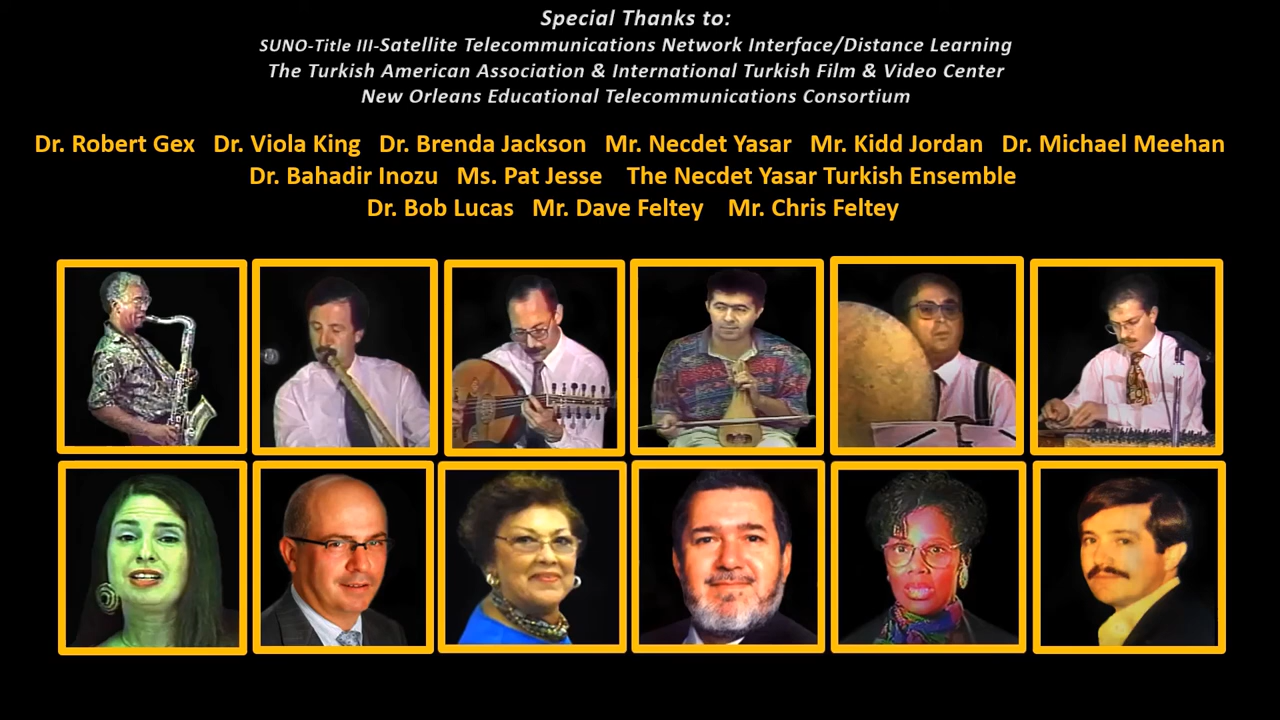 Special Thanks to:
SUNO-Title III-Satellite Telecommunications Network Interface/Distance Learning
The Turkish American Association & International Turkish Film & Video Center
New Orleans Educational Telecommunications Consortium
Dr. Robert Gex Dr. Viola King Dr. Brenda Jackson Mr. Necdet Yasar Mr. Kidd Jordan Dr. Michael Meehan
Dr. Bahadir Inozu Ms. Pat Jesse The Necdet Yasar Turkish Ensemble
Dr. Bob Lucas Mr. Dave Feltey Mr. Chris Feltey